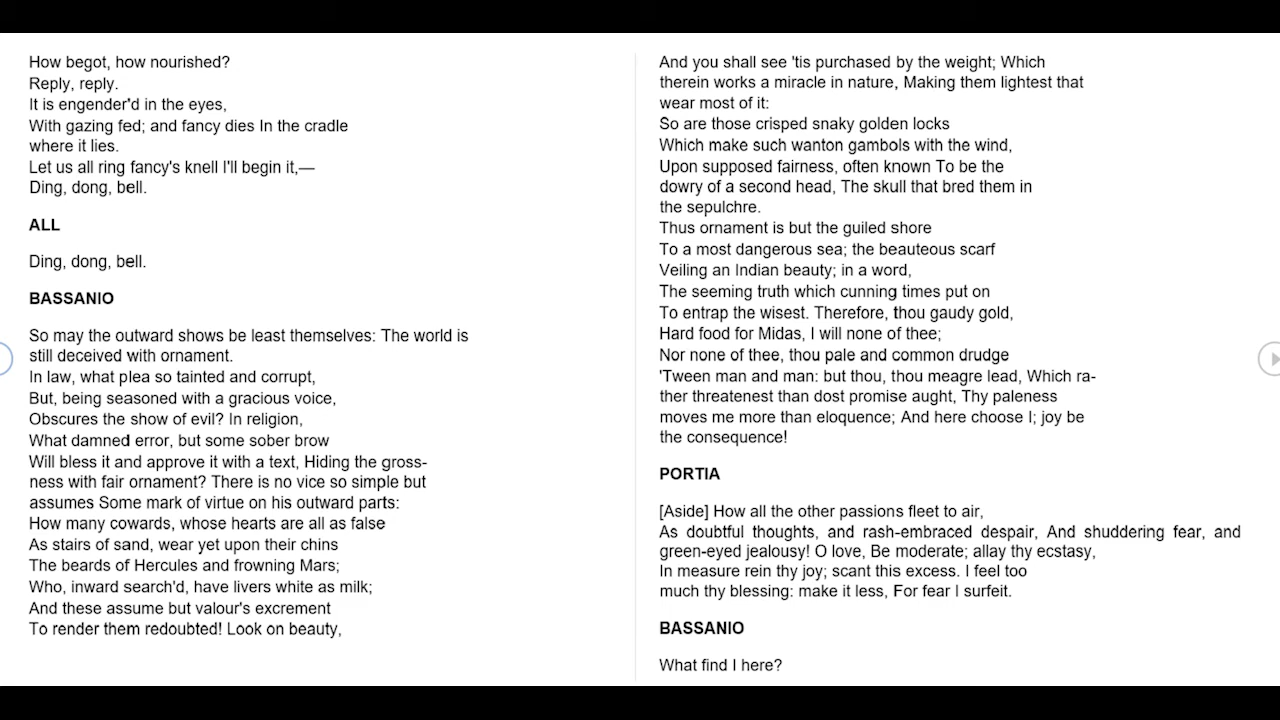 How begot, how nourished?
Reply, reply.
It is engender'd in the eyes,
With gazing fed; and fancy dies In the cradle
where it lies.
Let us all ring fancy's knell I'll begin it,—
Ding, dong, bell.
ALL
Ding, dong, bell.
BASSANIO
So may the outward shows be least themselves: The world is
still deceived with ornament.
In law, what plea so tainted and corrupt,
But, being seasoned with a gracious voice,
Obscures the show of evil? In religion,
What damned error, but some sober brow
Will bless it and approve it with a text, Hiding the gross-
ness with fair ornament? There is no vice so simple but
assumes Some mark of virtue on his outward parts:
How many cowards, whose hearts are all as false
As stairs of sand, wear yet upon their chins
The beards of Hercules and frowning Mars;
Who, inward search'd, have livers white as milk;
And these assume but valour's excrement
To render them redoubted! Look on beauty,
And you shall see 'tis purchased by the weight; Which
therein works a miracle in nature, Making them lightest that
wear most of it:
So are those crisped snaky golden locks
Which make such wanton gambols with the wind,
Upon supposed fairness, often known To be the
dowry of a second head, The skull that bred them in
the sepulchre.
Thus ornament is but the guiled shore
To a most dangerous sea; the beauteous scarf
Veiling an Indian beauty; in a word,
The seeming truth which cunning times put on
To entrap the wisest. Therefore, thou gaudy gold,
Hard food for Midas, I will none of thee;
Nor none of thee, thou pale and common drudge
'Tween man and man: but thou, thou meagre lead, Which ra-
ther threatenest than dost promise aught, Thy paleness
moves me more than eloquence; And here choose I; joy be
the consequence!
PORTIA
[Aside] How all the other passions fleet to air,
As doubtful thoughts, and rash-embraced despair, And shuddering fear, and
green-eyed jealousy! O love, Be moderate; allay thy ecstasy,
In measure rein thy joy; scant this excess. I feel too
much thy blessing: make it less, For fear I surfeit.
BASSANIO
What find I here?